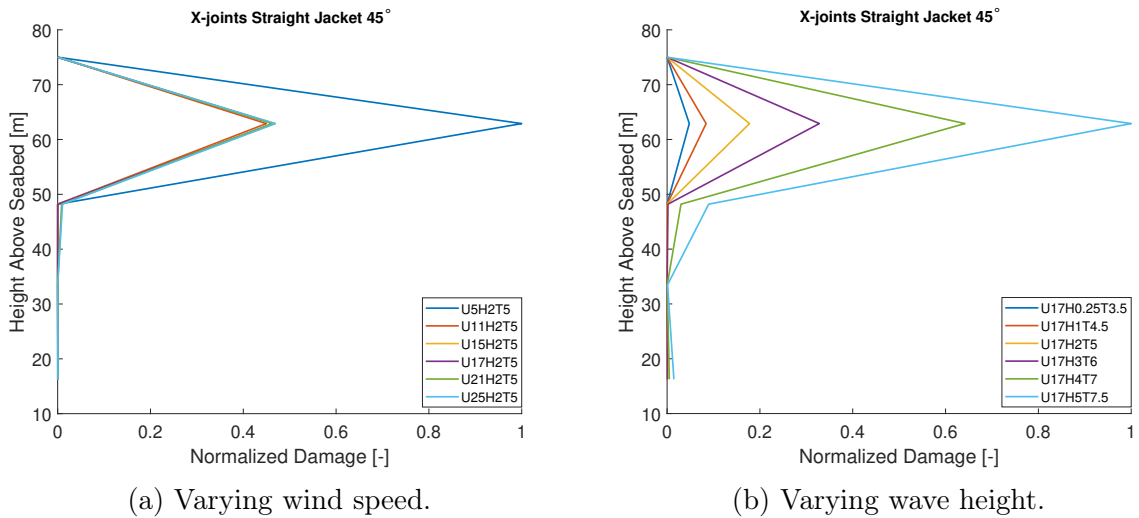 X-joints Straight Jacket 45°
80
70
60
50
40
30
20
10
Height Above Seabed [m]
0
0.2
0.4
0.6
0.8
1
Normalized Damage [-]
U5H2T5
U11H2T5
U15H2T5
U17H2T5
U21H2T5
U25H2T5
(a) Varying wind speed.
X-joints Straight Jacket 45°
80
70
60
50
40
30
20
10
Height Above Seabed [m]
0
0.2
0.4
0.6
0.8
1
Normalized Damage [-]
U17H0.25T3.5
U17H1T4.5
U17H2T5
U17H3T6
U17H4T7
U17H5T7.5
(b) Varying wave height.